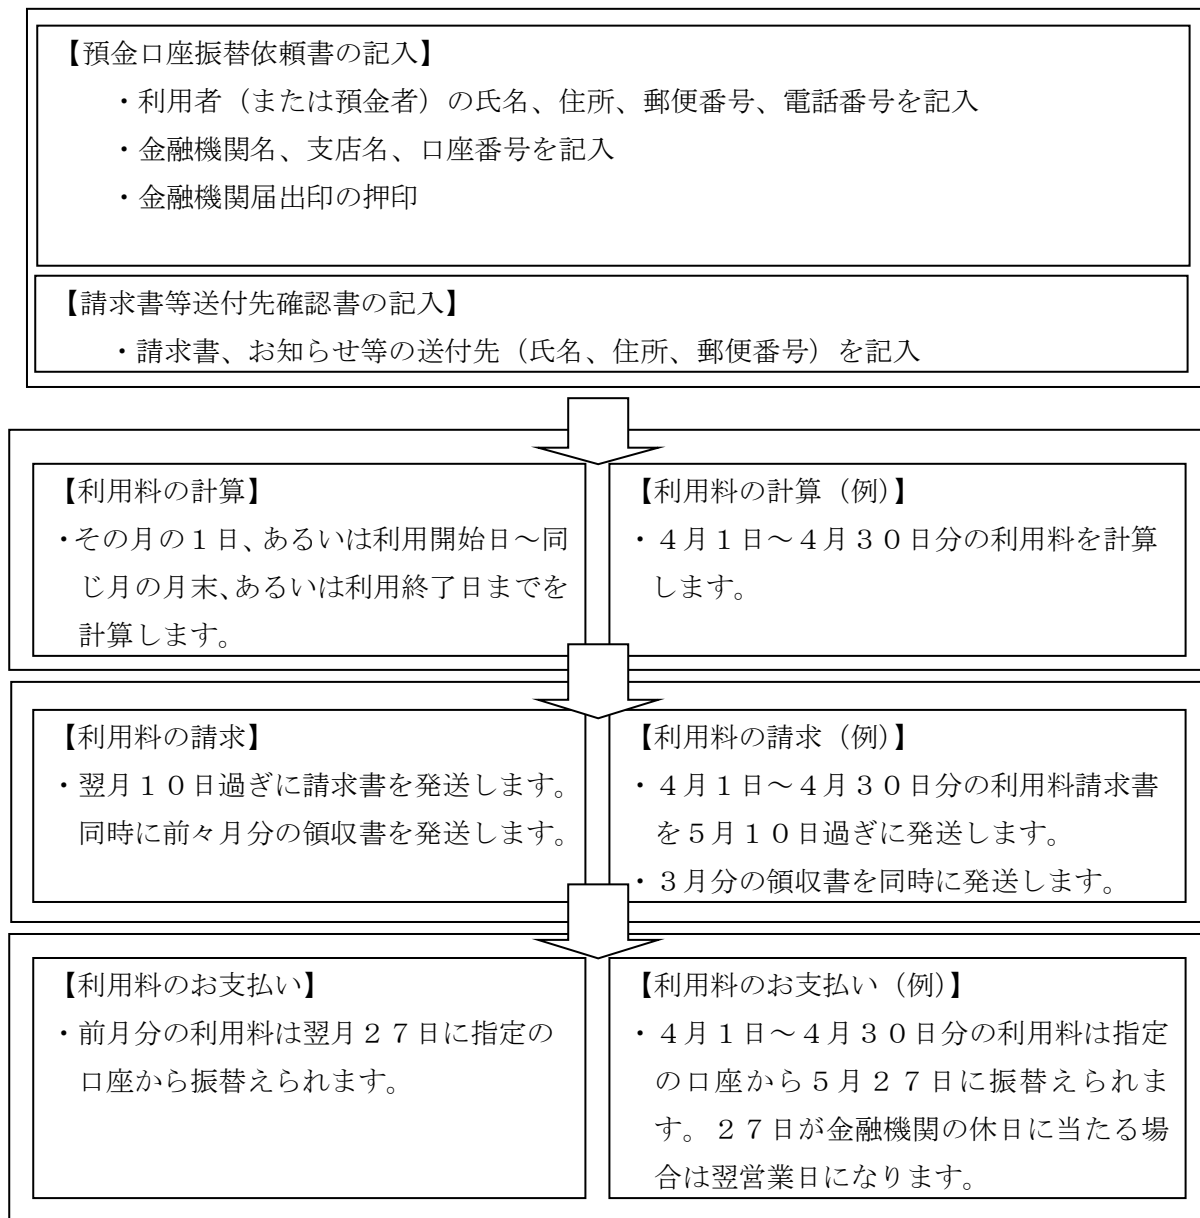 【預金口座振替依頼書の記入】
・利用者（または預金者）の氏名、住所、郵便番号、電話番号を記入
・金融機関名、支店名、口座番号を記入
・金融機関届出印の押印
【請求書等送付先確認書の記入】
・請求書、お知らせ等の送付先（氏名、住所、郵便番号）を記入
【利用料の計算】
・その月の１日、あるいは利用開始日～同
じ月の月末、あるいは利用終了日までを
計算します。
【利用料の計算（例）】
・４月１日～４月３０日分の利用料を計算
します。
【利用料の請求】
・翌月１０日過ぎに請求書を発送します。
同時に前々月分の領収書を発送します。
【利用料の請求（例）】
・４月１日～４月３０日分の利用料請求書
を５月１０日過ぎに発送します。
・３月分の領収書を同時に発送します。
【利用料のお支払い】
・前月分の利用料は翌月２７日に指定の
口座から振替えられます。
【利用料のお支払い（例）】
・４月１日～４月３０日分の利用料は指定
の口座から５月２７日に振替えられま
す。２７日が金融機関の休日に当たる場
合は翌営業日になります。